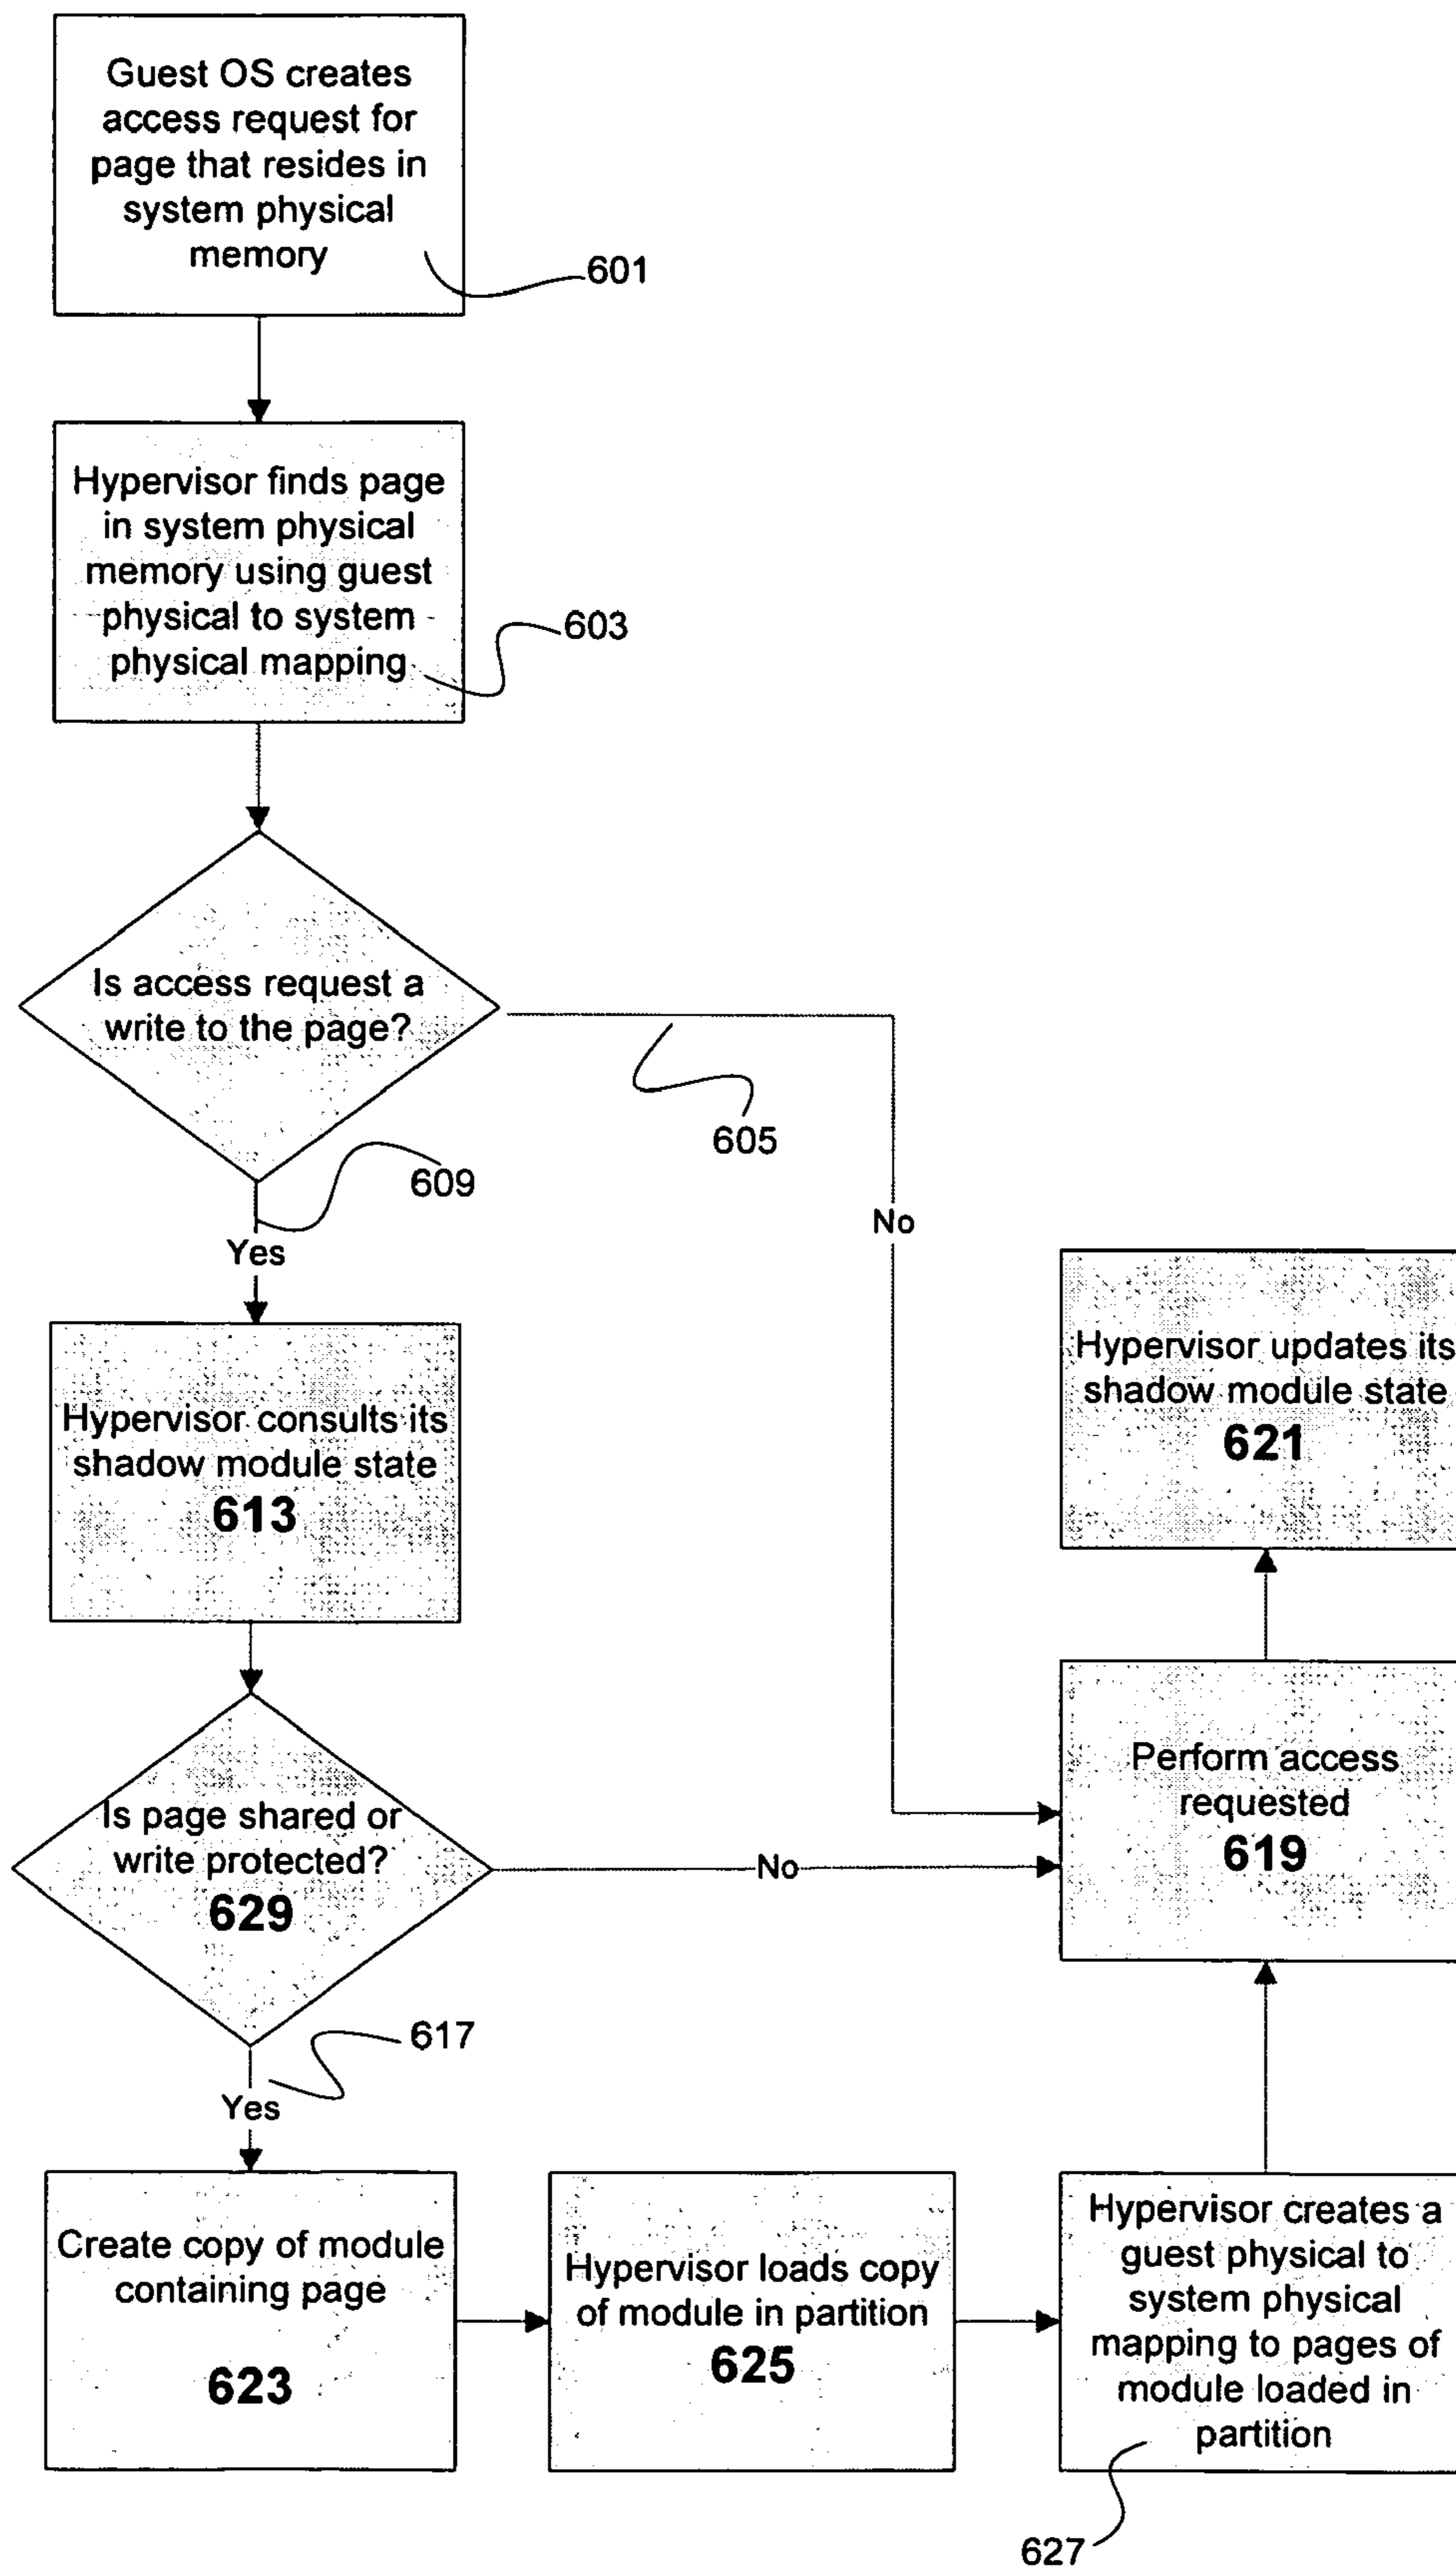 Guest OS creates
access request for
page that resides in
system physical
memory
601
Hypervisor finds page
in system physical
memory using guest
physical to system
physical mapping
603
Is access request a
write to the page?
605
609
Yes
No
Hypervisor consults its
shadow module state
613
Hypervisor updates its
shadow module state
621
Perform access
requested
619
Is page shared or
write protected?
629
No
617
Yes
Create copy of module
containing page
623
Hypervisor loads copy
of module in partition
625
Hypervisor creates a
guest physical to
system physical
mapping to pages of
module loaded in
partition
627